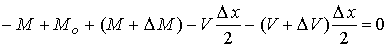 − M + M_o + (M + ΔM) − V Δx/2 − (V + ΔV) Δx/2 = 0